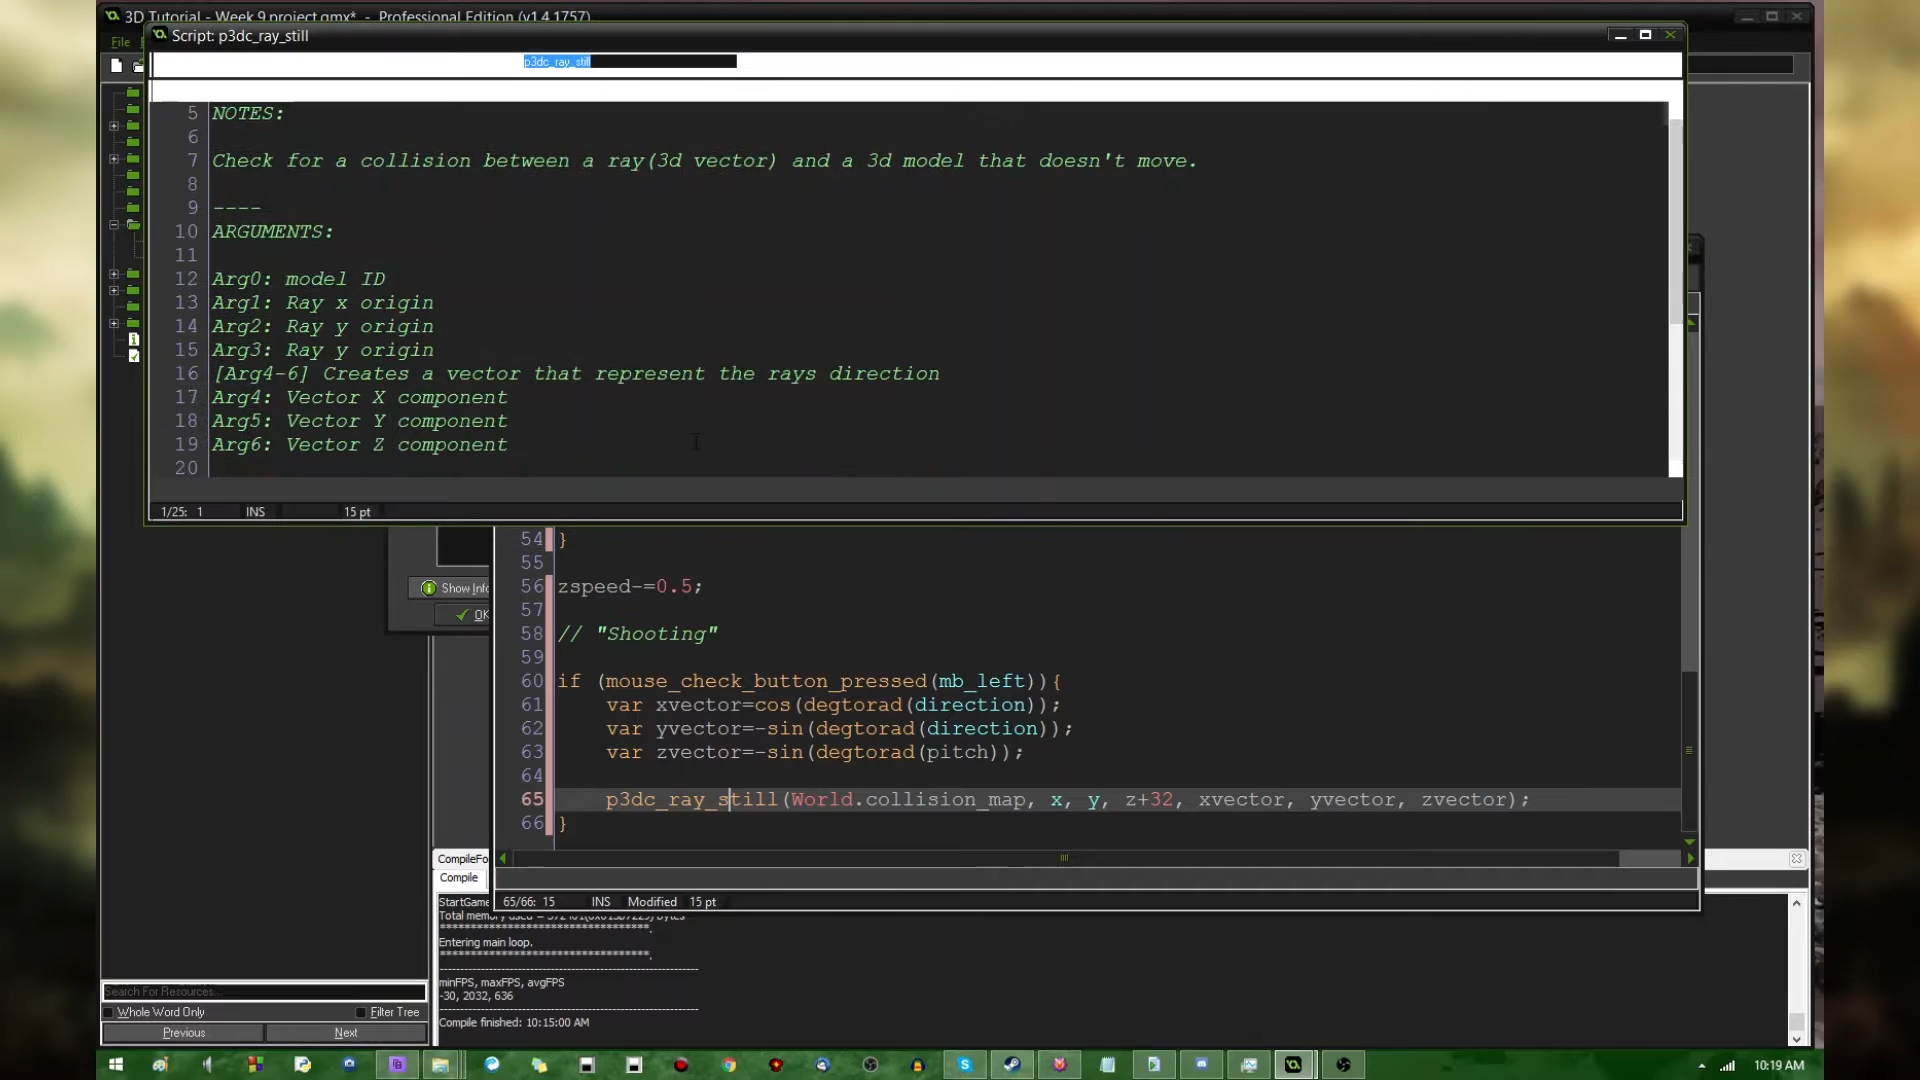 3D Tutorial - Week 9 project.gmx* - Professional Edition (v1.4.1757)
File
Script: p3dc_ray_still
p3dc_ray_still
5 NOTES:
6
7 Check for a collision between a ray(3d vector) and a 3d model that doesn't move.
8
9 ----
10 ARGUMENTS:
11
12 Arg0: model ID
13 Arg1: Ray x origin
14 Arg2: Ray y origin
15 Arg3: Ray y origin
16 [Arg4-6] Creates a vector that represent the rays direction
17 Arg4: Vector X component
18 Arg5: Vector Y component
19 Arg6: Vector Z component
20
1/25: 1 INS 15 pt
Show Info
OK
54 }
55
56 zspeed-=0.5;
57
58 // "Shooting"
59
60 if (mouse_check_button_pressed(mb_left)){
61 var xvector=cos(degtorad(direction));
62 var yvector=-sin(degtorad(direction));
63 var zvector=-sin(degtorad(pitch));
64
65 p3dc_ray_still(World.collision_map, x, y, z+32, xvector, yvector, zvector);
66 }
65/66: 15 INS Modified 15 pt
CompileFo
Compile
StartGame
Entering main loop.
minFPS, maxFPS, avgFPS
-30, 2032, 636
Compile finished: 10:15:00 AM
Search For Resources...
Whole Word Only Filter Tree
Previous Next
10:19 AM